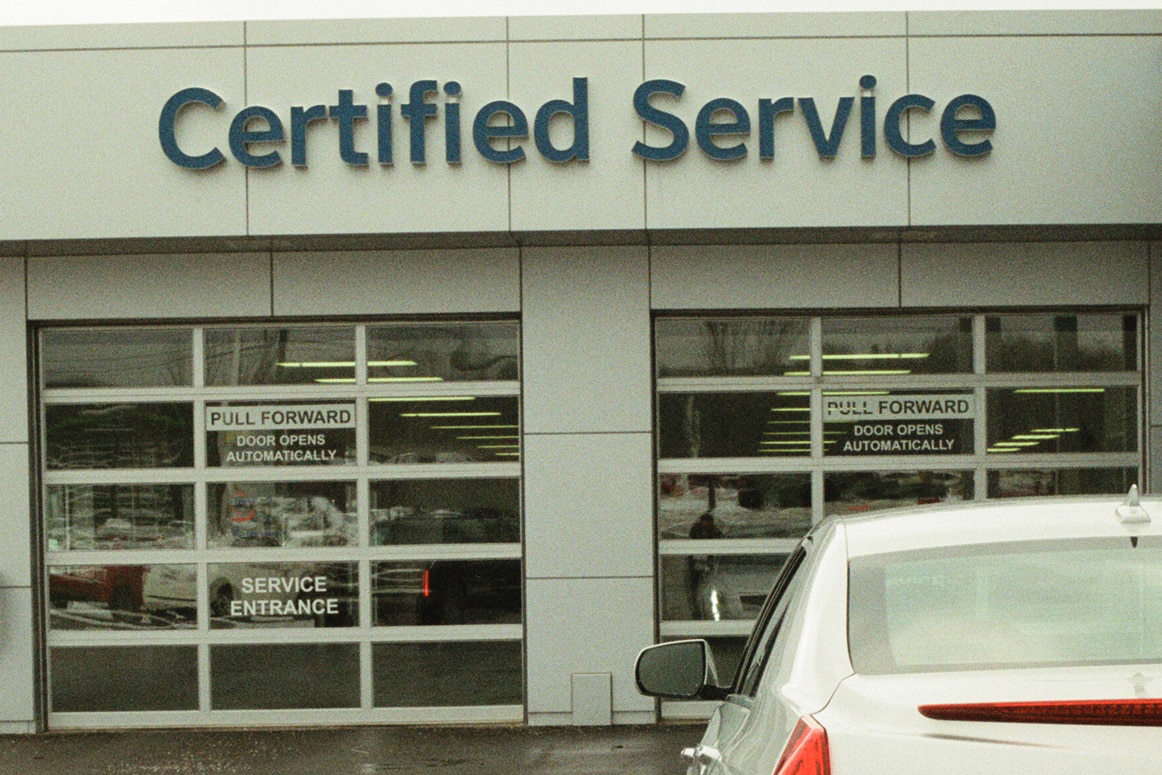 Certified Service
PULL FORWARD
DOOR OPENS
AUTOMATICALLY
SERVICE
ENTRANCE
PULL FORWARD
DOOR OPENS
AUTOMATICALLY